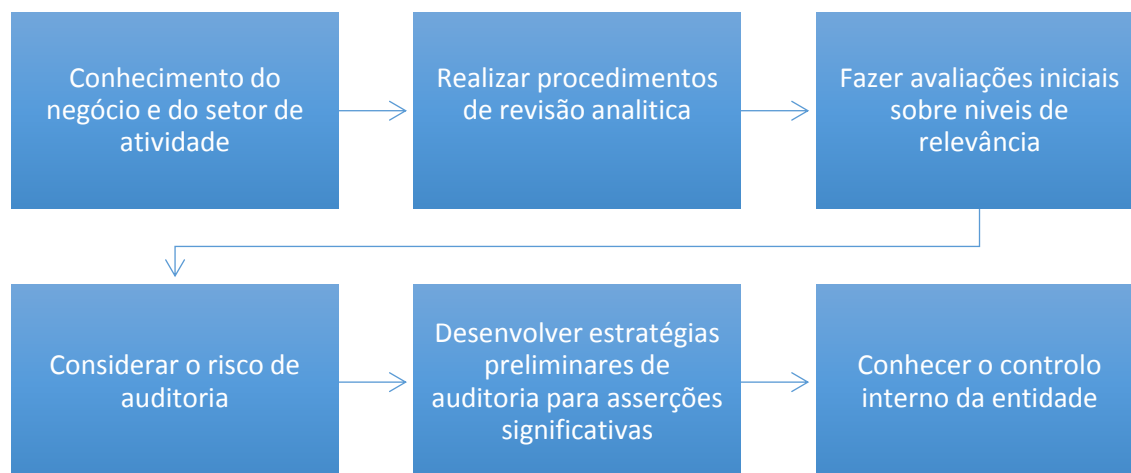 Conhecimento do
negócio e do setor de
atividade
Realizar procedimentos
de revisão analitica
Fazer avaliações iniciais
sobre niveis de
relevância
Considerar o risco de
auditoria
Desenvolver estratégias
preliminares de
auditoria para asserções
significativas
Conhecer o controlo
interno da entidade